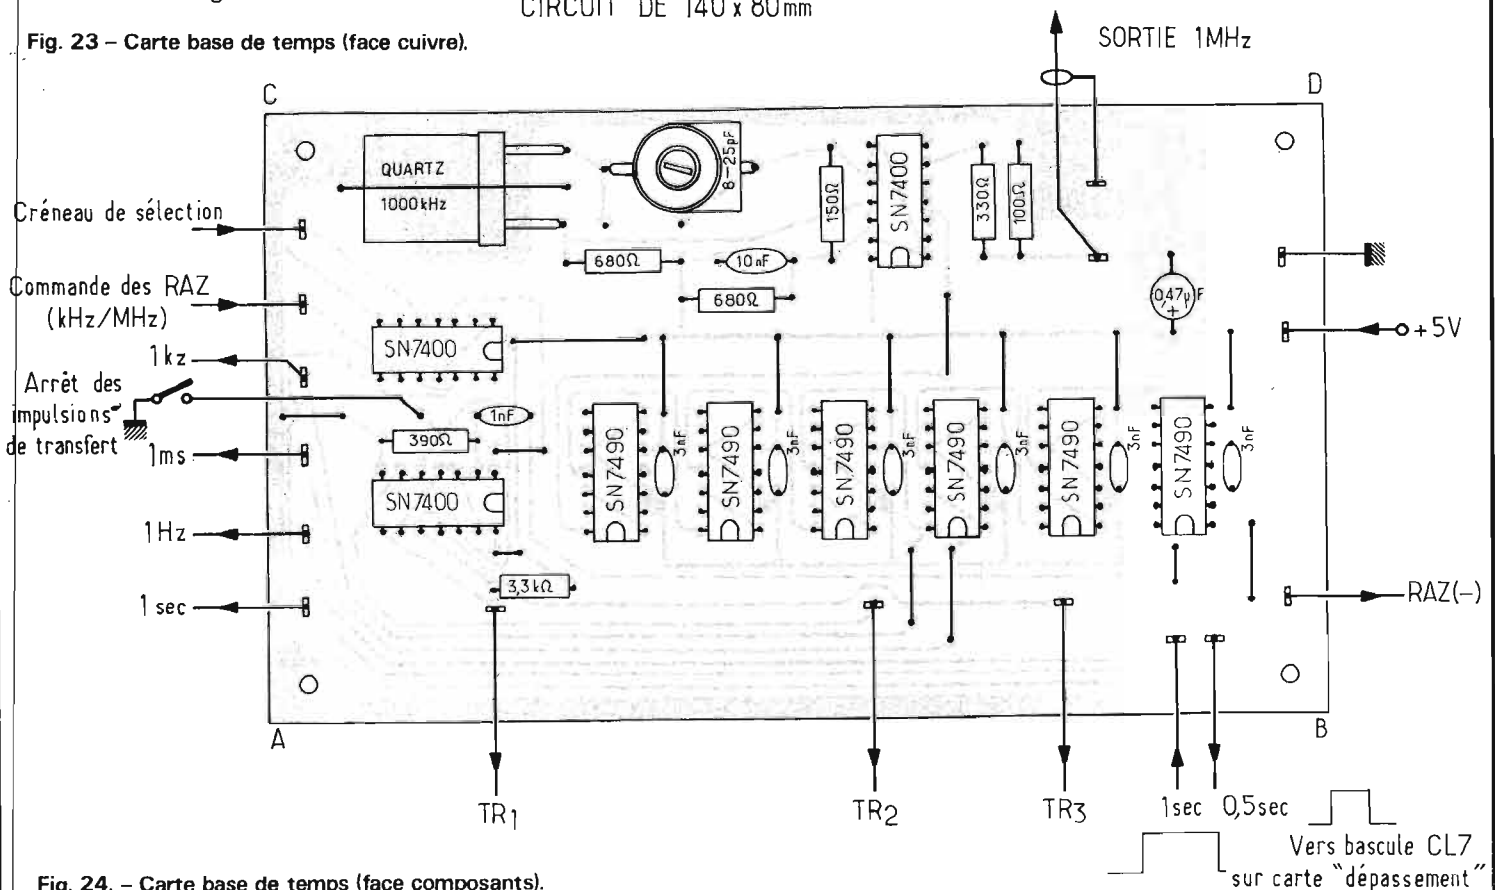 CIRCUIT DE 140 x 80mm
Fig. 23 – Carte base de temps (face cuivre).
SORTIE 1MHz
C
D
QUARTZ
1000kHz
8-25pF
150Ω
SN7400
330Ω
100Ω
Créneau de sélection
680Ω
10nF
680Ω
0,47µF
+
Commande des RAZ
(kHz/MHz)
+5V
SN7400
1kz
Arrêt des
impulsions
de transfert
1nF
390Ω
SN7490
3nF
SN7490
3nF
SN7490
3nF
SN7490
3nF
SN7490
3nF
SN7490
3nF
1ms
SN7400
1Hz
3,3kΩ
1sec
RAZ(-)
A
B
TR1
TR2
TR3
1sec
0,5sec
Vers bascule CL7
sur carte "dépassement"
Fig. 24. – Carte base de temps (face composants).